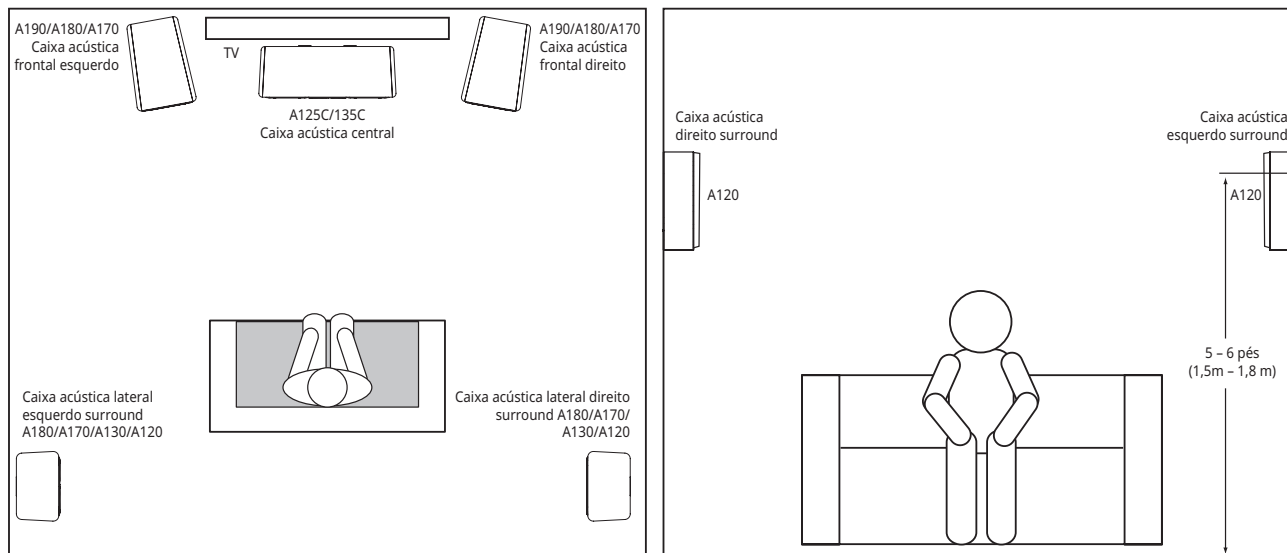 A190/A180/A170
Caixa acústica
frontal esquerdo
TV
A190/A180/A170
Caixa acústica
frontal direito
A125C/135C
Caixa acústica central
Caixa acústica lateral
esquerdo surround
A180/A170/A130/A120
Caixa acústica lateral direito
surround A180/A170/
A130/A120
Caixa acústica
direito surround
A120
Caixa acústica
esquerdo surround
A120
5 – 6 pés
(1,5m – 1,8 m)